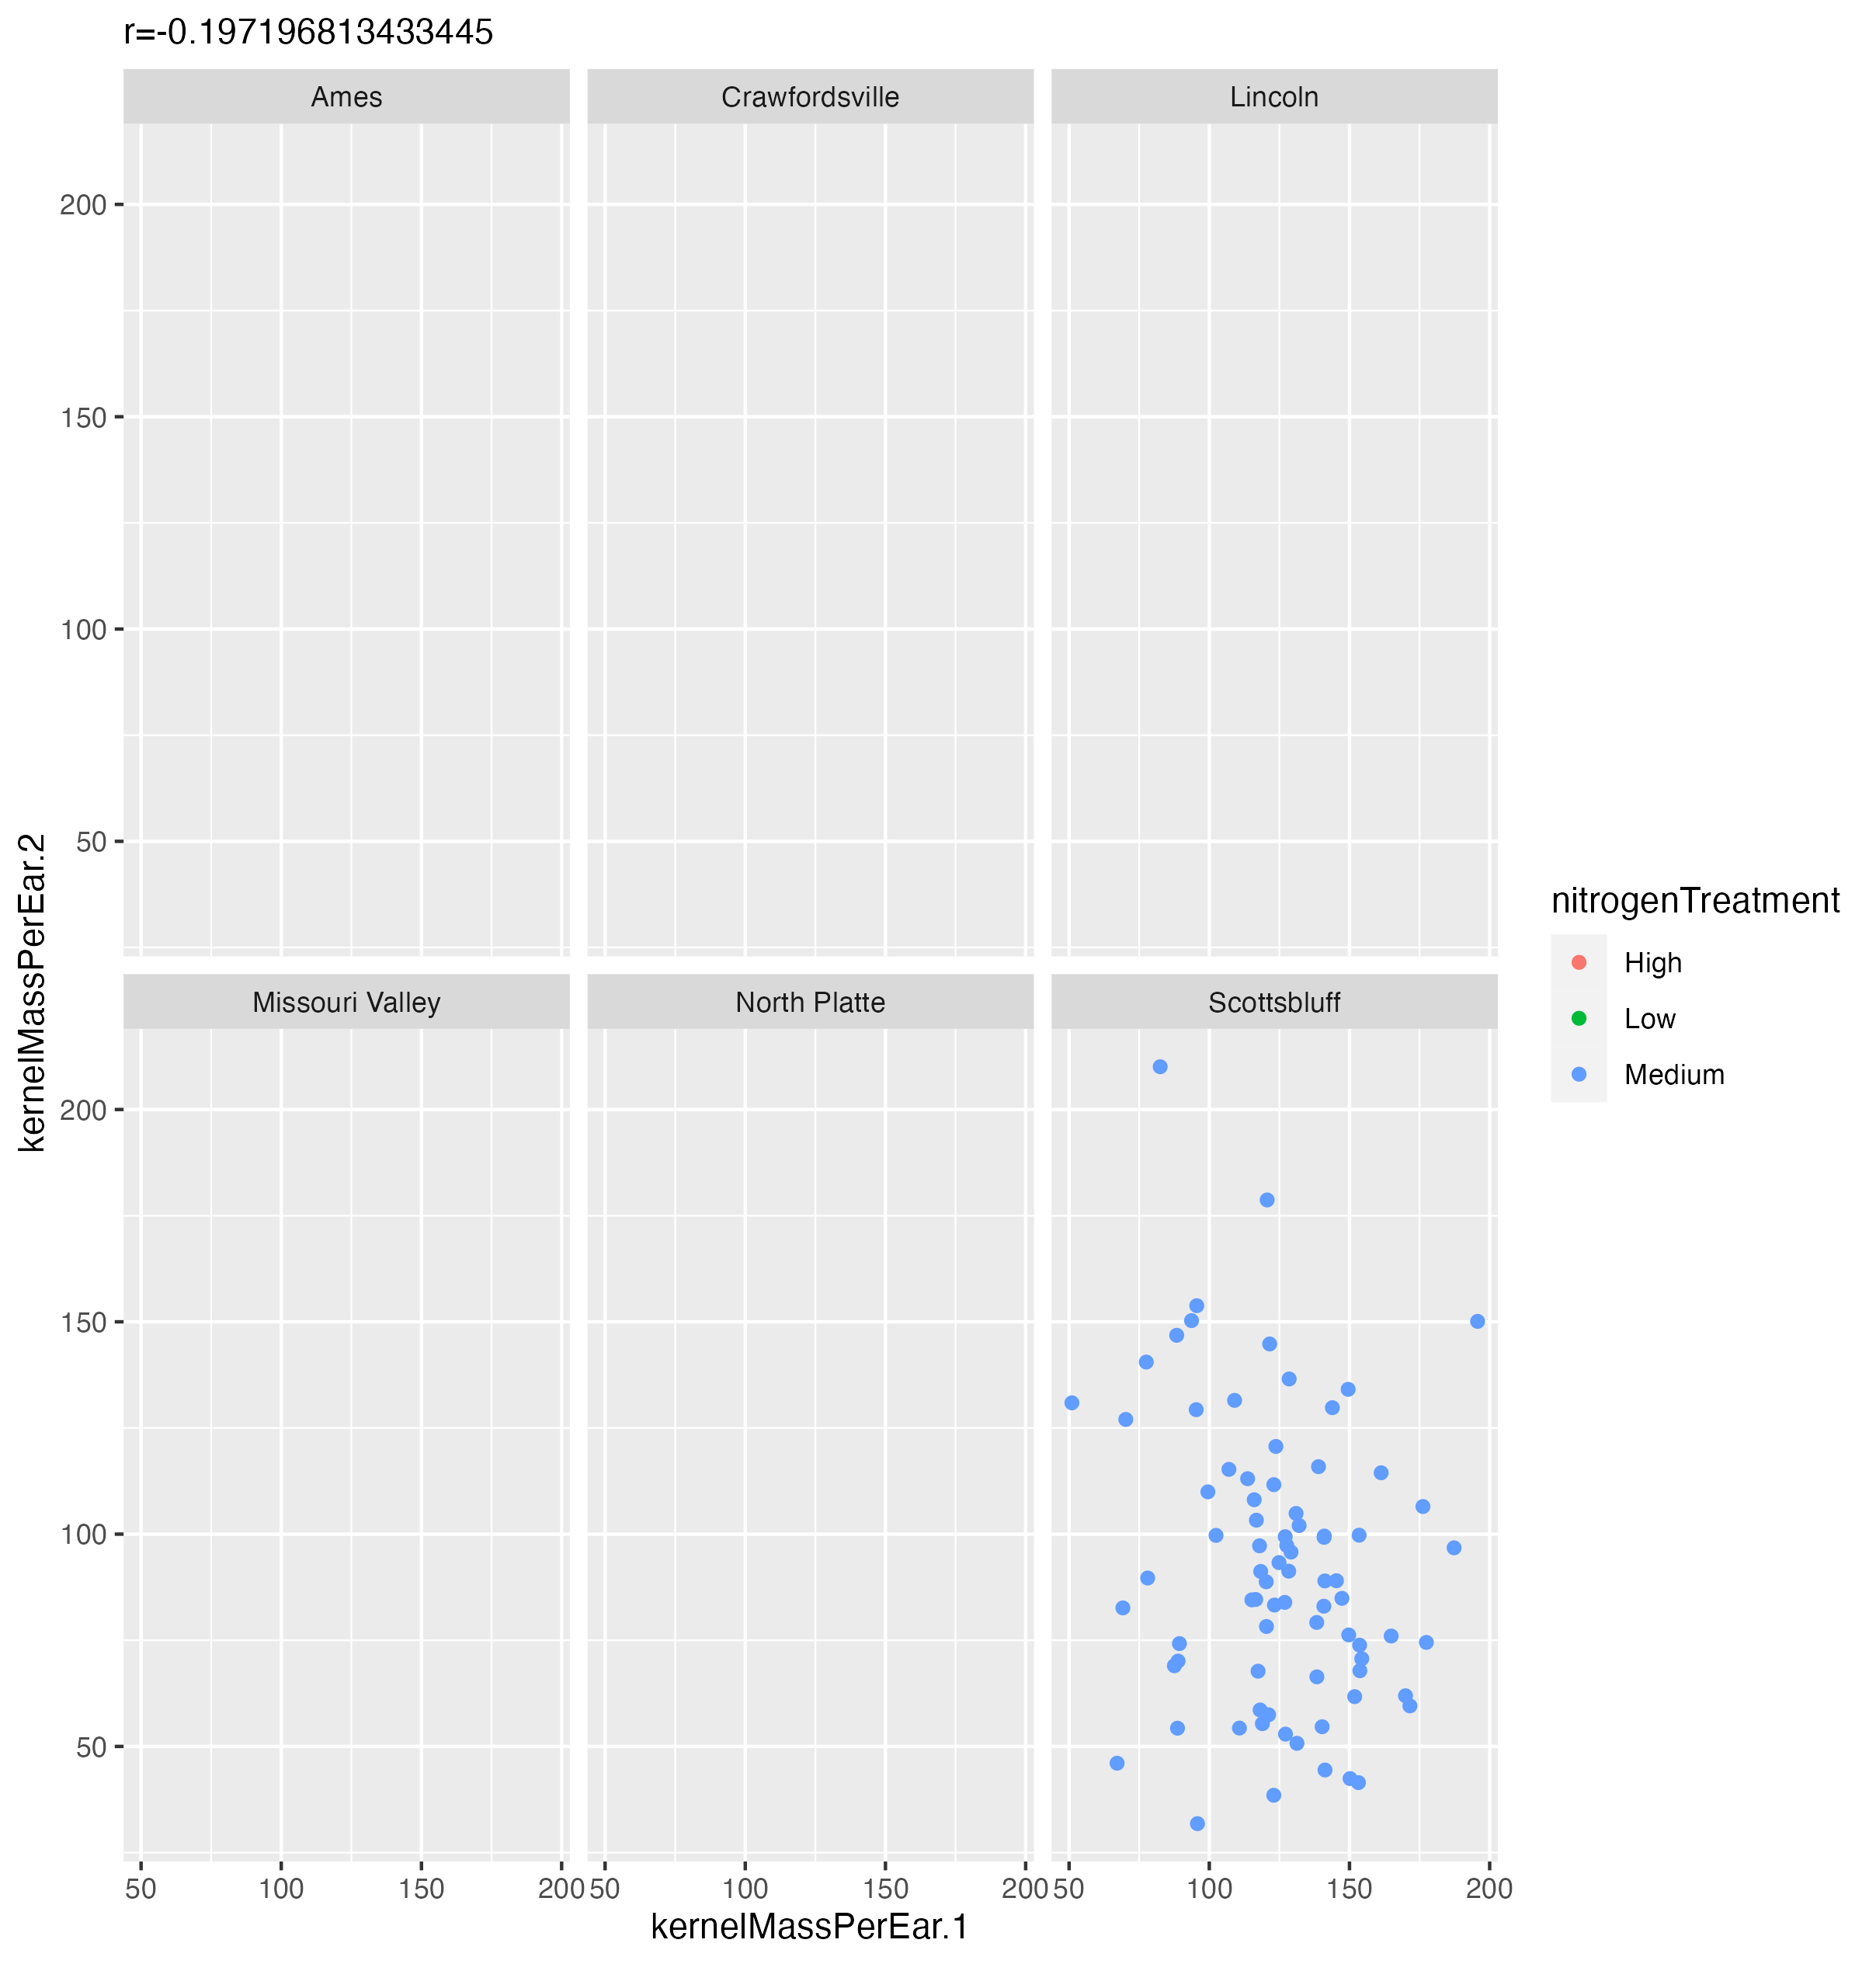 r=-0.197196813433445
Ames
Crawfordsville
Lincoln
200
150
100
50
kernelMassPerEar.2
Missouri Valley
North Platte
Scottsbluff
200
150
100
50
50 100 150 200 50 100 150 200 50 100 150 200
kernelMassPerEar.1
nitrogenTreatment
High
Low
Medium